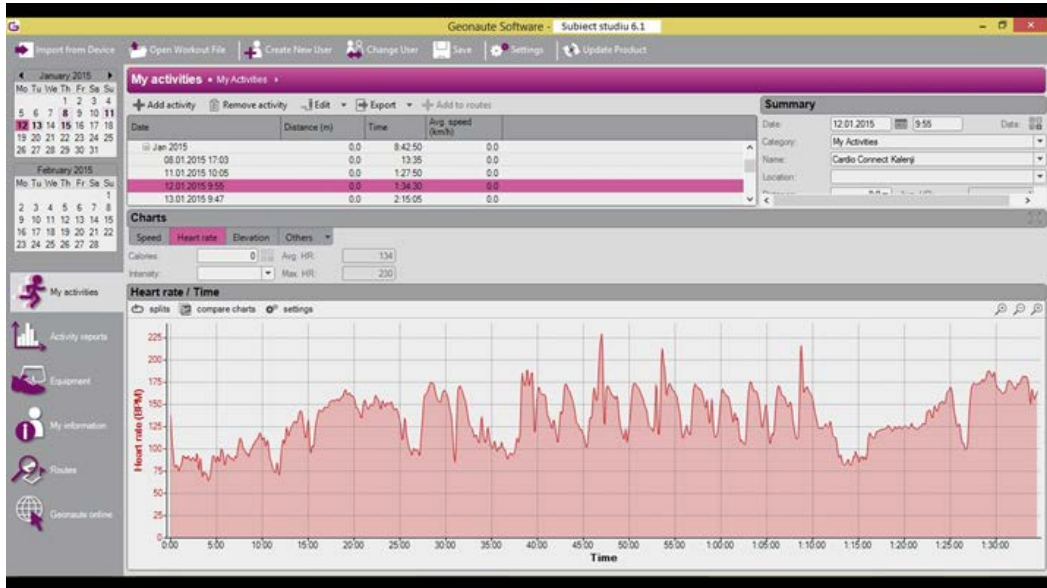 Geonaute Software - Subiect studiu 6.1
Import from Device Open Workout File Create New User Change User Save Settings Update Product
January 2015
Mo Tu We Th Fr Sa Su
1 2 3 4
5 6 7 8 9 10 11
12 13 14 15 16 17 18
19 20 21 22 23 24 25
26 27 28 29 30 31
February 2015
Mo Tu We Th Fr Sa Su
1
2 3 4 5 6 7 8
9 10 11 12 13 14 15
16 17 18 19 20 21 22
23 24 25 26 27 28
My activities
Activity reports
Equipment
My information
Routes
Geonaute online
My activities • My Activities
Add activity Remove activity Edit Export Add to routes
Date Distance (m) Time Avg. speed (km/h)
Jan 2015 0.0 8:42:50 0.0
08.01.2015 17:03 0.0 13:35 0.0
11.01.2015 10:05 0.0 1:27:50 0.0
12.01.2015 9:55 0.0 1:34:30 0.0
13.01.2015 9:47 0.0 2:15:05 0.0
Summary
Date: 12.01.2015 9:55 Data:
Category: My Activities
Name: Cardio Connect Kalenji
Location:
Charts
Speed Heart rate Elevation Others
Calories: 0 Avg. HR: 134
Intensity: Max. HR: 230
Heart rate / Time
splits compare charts settings
Heart rate (BPM)
225
200
175
150
125
100
75
50
25
0
0:00 5:00 10:00 15:00 20:00 25:00 30:00 35:00 40:00 45:00 50:00 55:00 1:00:00 1:05:00 1:10:00 1:15:00 1:20:00 1:25:00 1:30:00
Time